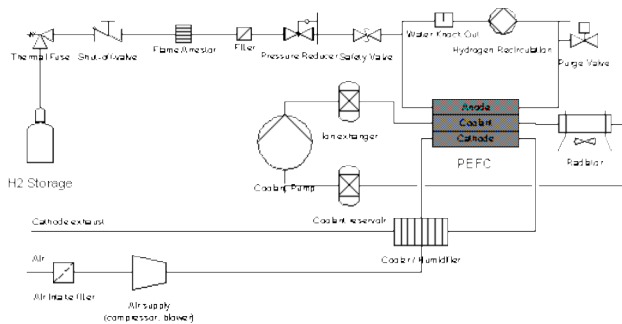 Water Knock Out
Hydrogen Recirculation
Thermal Fuse
Shut-off valve
Flame Arrestor
Filter
Pressure Reducer
Safety Valve
Purge Valve
Anode
Coolant
Cathode
PEFC
Ion exchanger
Radiator
H2 Storage
Coolant Pump
Coolant reservoir
Cathode exhaust
Cooler / Humidifier
Air
Air intake filter
Air supply
(compressor, blower)